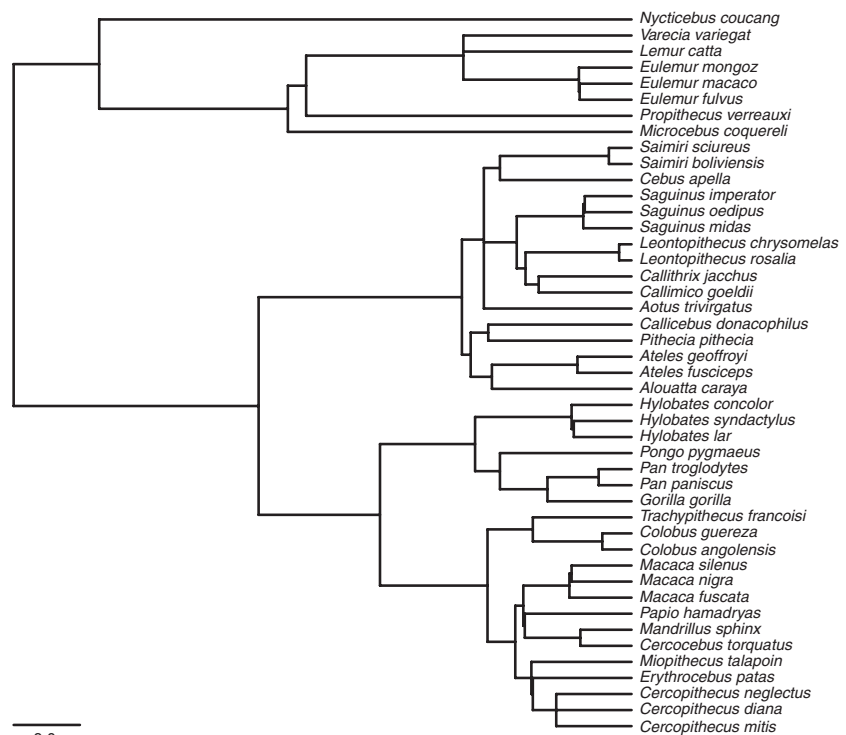 Nycticebus coucang
Varecia variegat
Lemur catta
Eulemur mongoz
Eulemur macaco
Eulemur fulvus
Propithecus verreauxi
Microcebus coquereli
Saimiri sciureus
Saimiri boliviensis
Cebus apella
Saguinus imperator
Saguinus oedipus
Saguinus midas
Leontopithecus chrysomelas
Leontopithecus rosalia
Callithrix jacchus
Callimico goeldii
Aotus trivirgatus
Callicebus donacophilus
Pithecia pithecia
Ateles geoffroyi
Ateles fusciceps
Alouatta caraya
Hylobates concolor
Hylobates syndactylus
Hylobates lar
Pongo pygmaeus
Pan troglodytes
Pan paniscus
Gorilla gorilla
Trachypithecus francoisi
Colobus guereza
Colobus angolensis
Macaca silenus
Macaca nigra
Macaca fuscata
Papio hamadryas
Mandrillus sphinx
Cercocebus torquatus
Miopithecus talapoin
Erythrocebus patas
Cercopithecus neglectus
Cercopithecus diana
Cercopithecus mitis